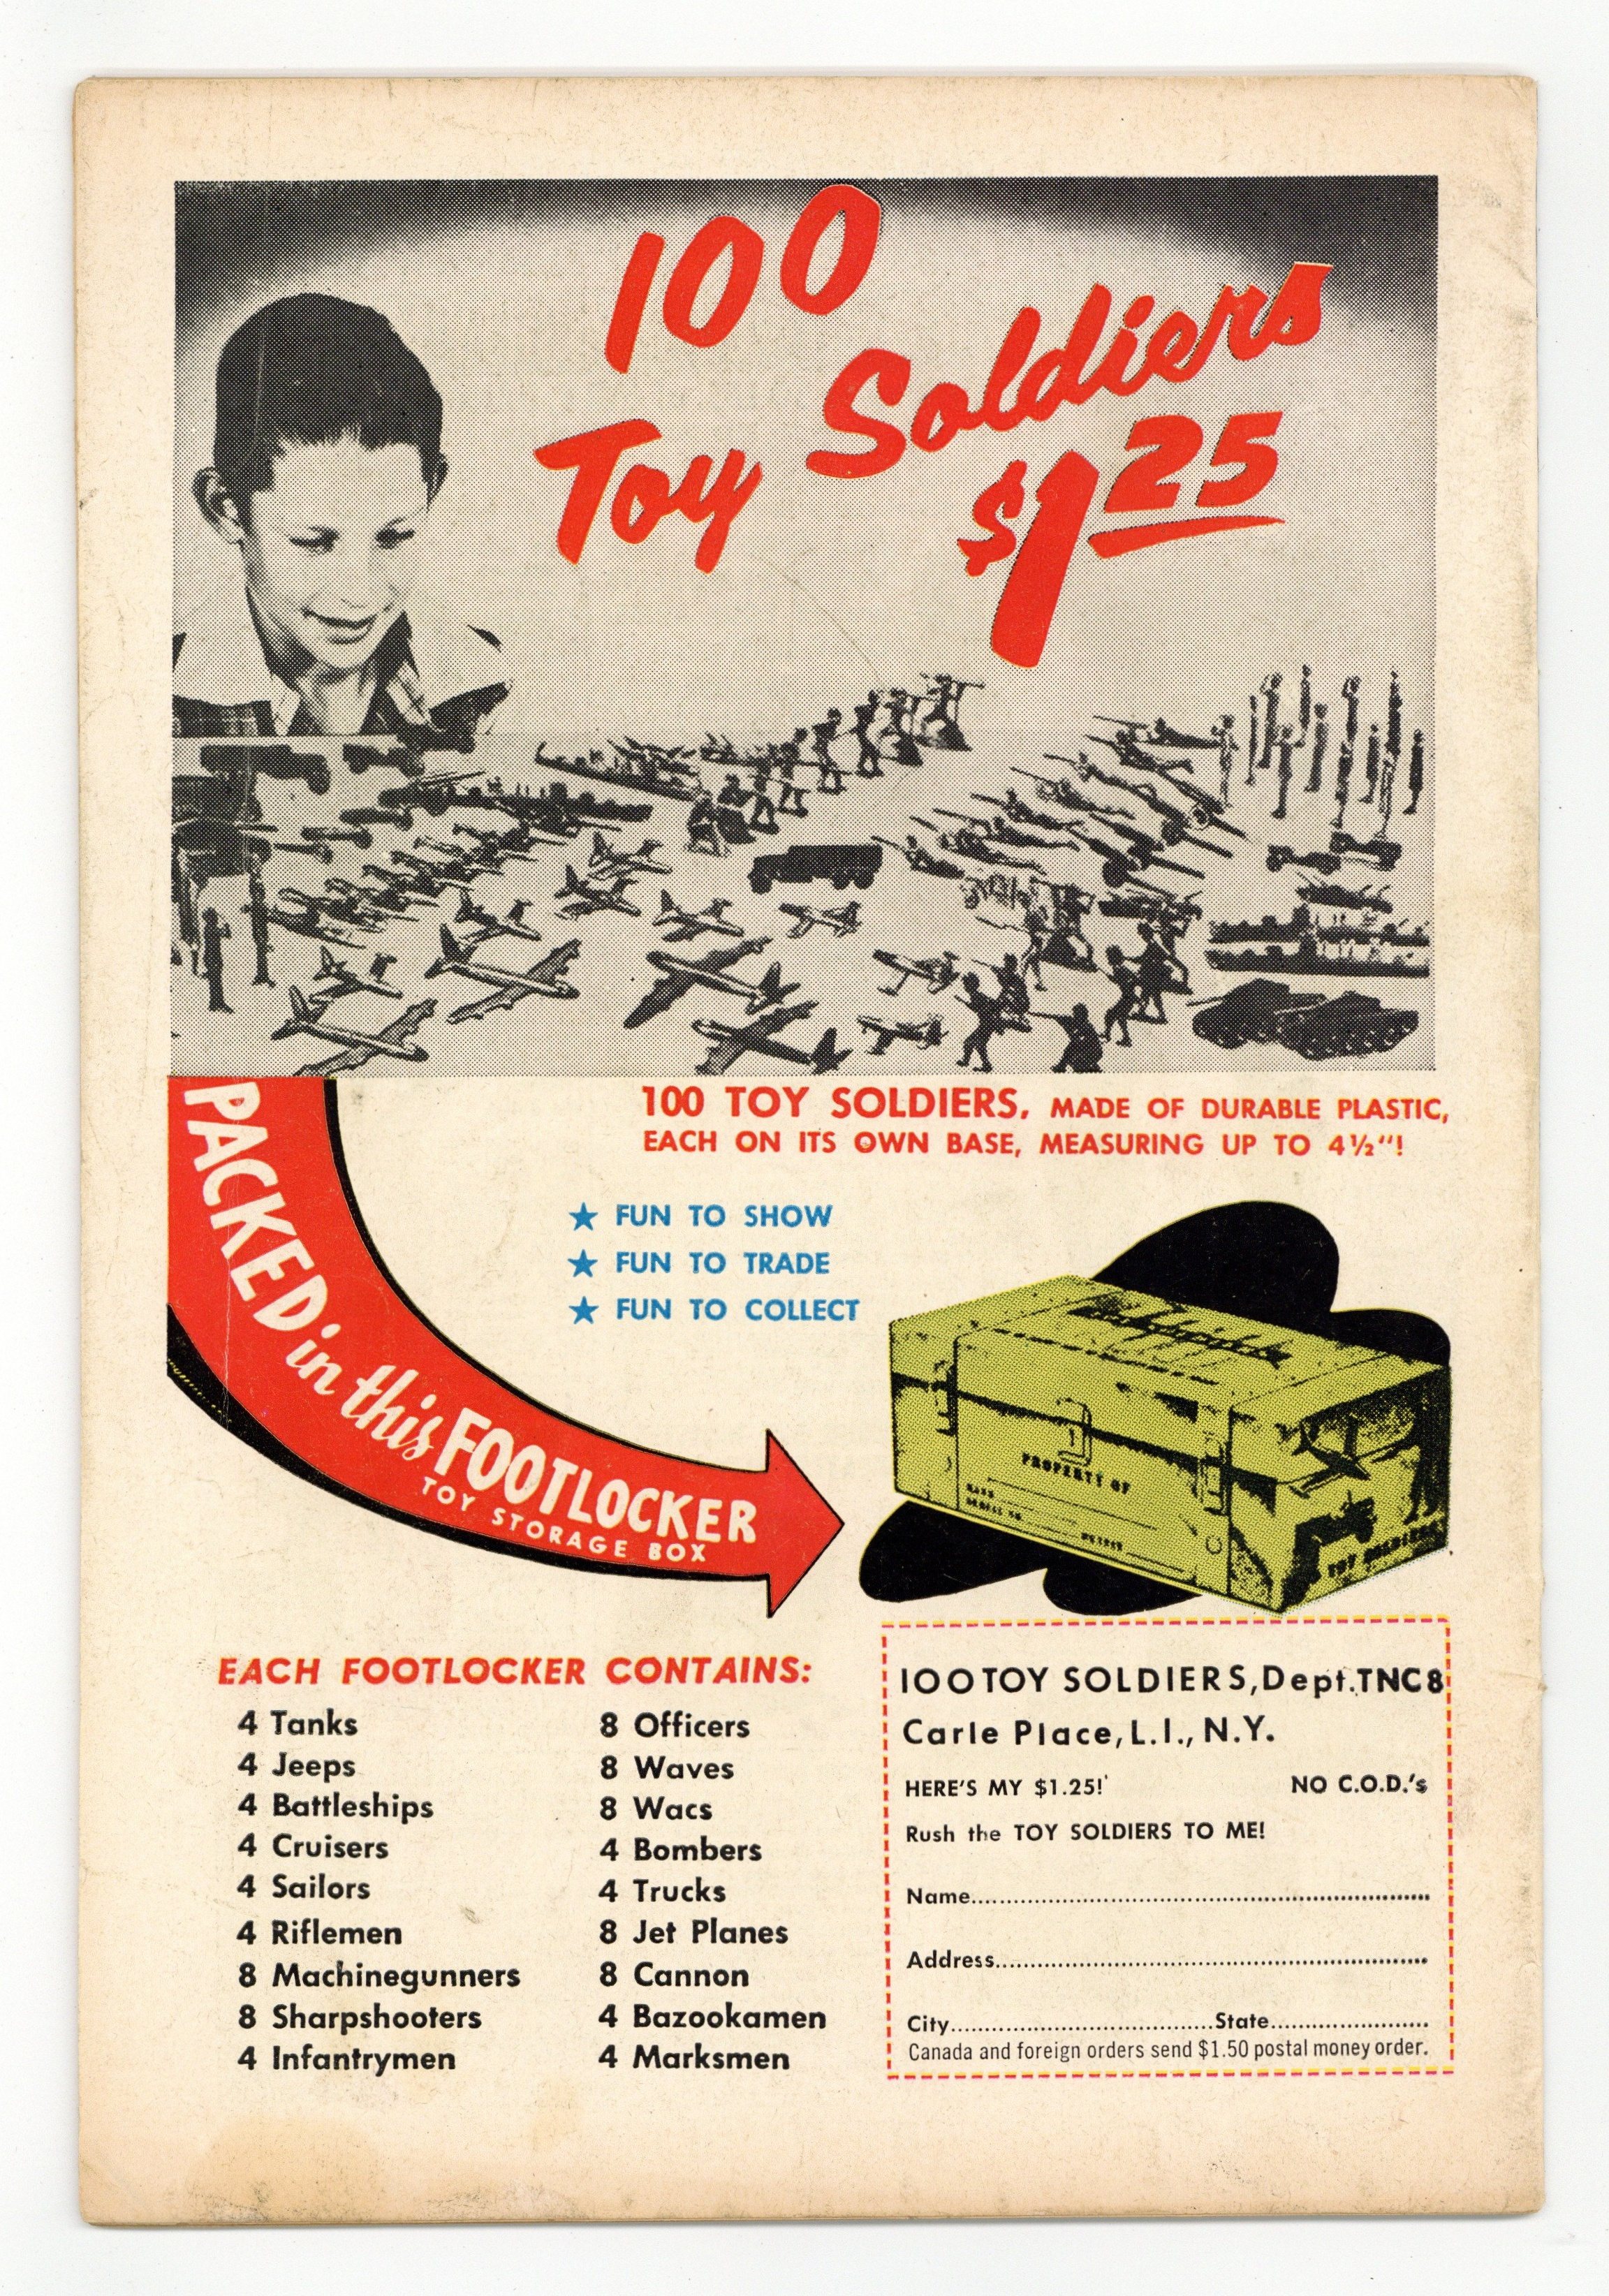 100
Toy Soldiers
$1 25
PACKED in this FOOTLOCKER
TOY STORAGE BOX
100 TOY SOLDIERS, MADE OF DURABLE PLASTIC,
EACH ON ITS OWN BASE, MEASURING UP TO 4½"!
★ FUN TO SHOW
★ FUN TO TRADE
★ FUN TO COLLECT
PROPERTY OF
TOY SOLDIERS
EACH FOOTLOCKER CONTAINS:
4 Tanks
4 Jeeps
4 Battleships
4 Cruisers
4 Sailors
4 Riflemen
8 Machinegunners
8 Sharpshooters
4 Infantrymen
8 Officers
8 Waves
8 Wacs
4 Bombers
4 Trucks
8 Jet Planes
8 Cannon
4 Bazookamen
4 Marksmen
100 TOY SOLDIERS, Dept. TNC8
Carle Place, L.I., N.Y.
HERE'S MY $1.25! NO C.O.D.'s
Rush the TOY SOLDIERS TO ME!
Name
Address
City State
Canada and foreign orders send $1.50 postal money order.